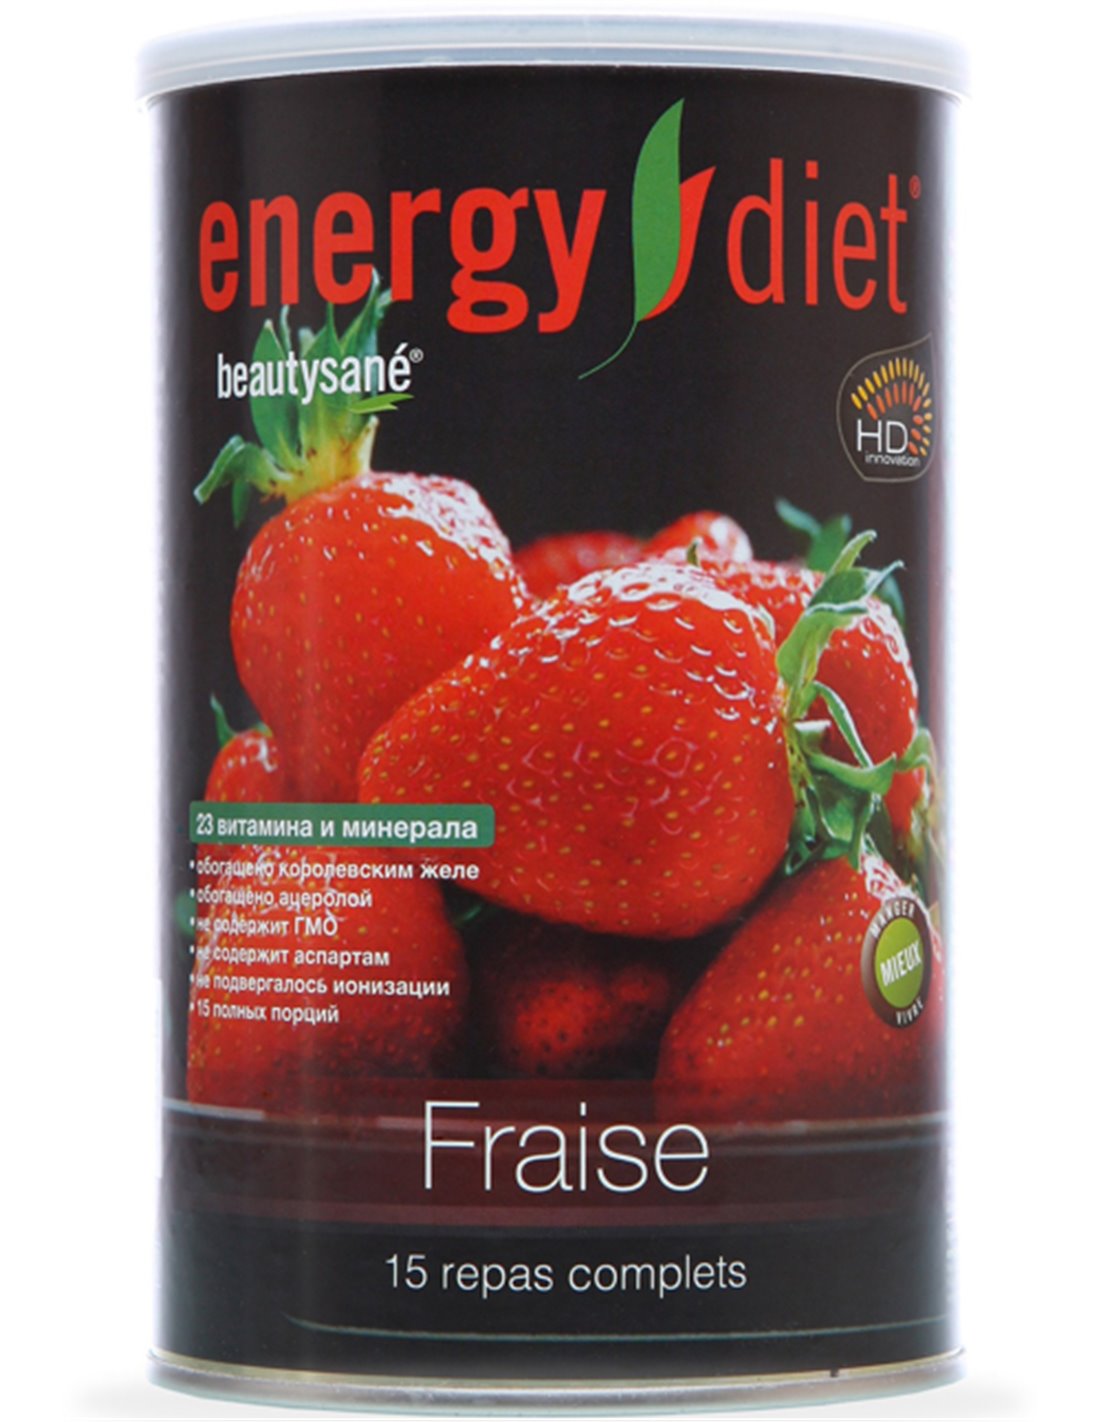 energy diet®
beautysané®
HD
innovation
23 витамина и минерала
• обогащено королевским желе
• обогащено ацеролой
• не содержит ГМО
• не содержит аспартам
• не подвергалось ионизации
• 15 полных порций
MANGER
MIEUX
VIVRE
Fraise
15 repas complets